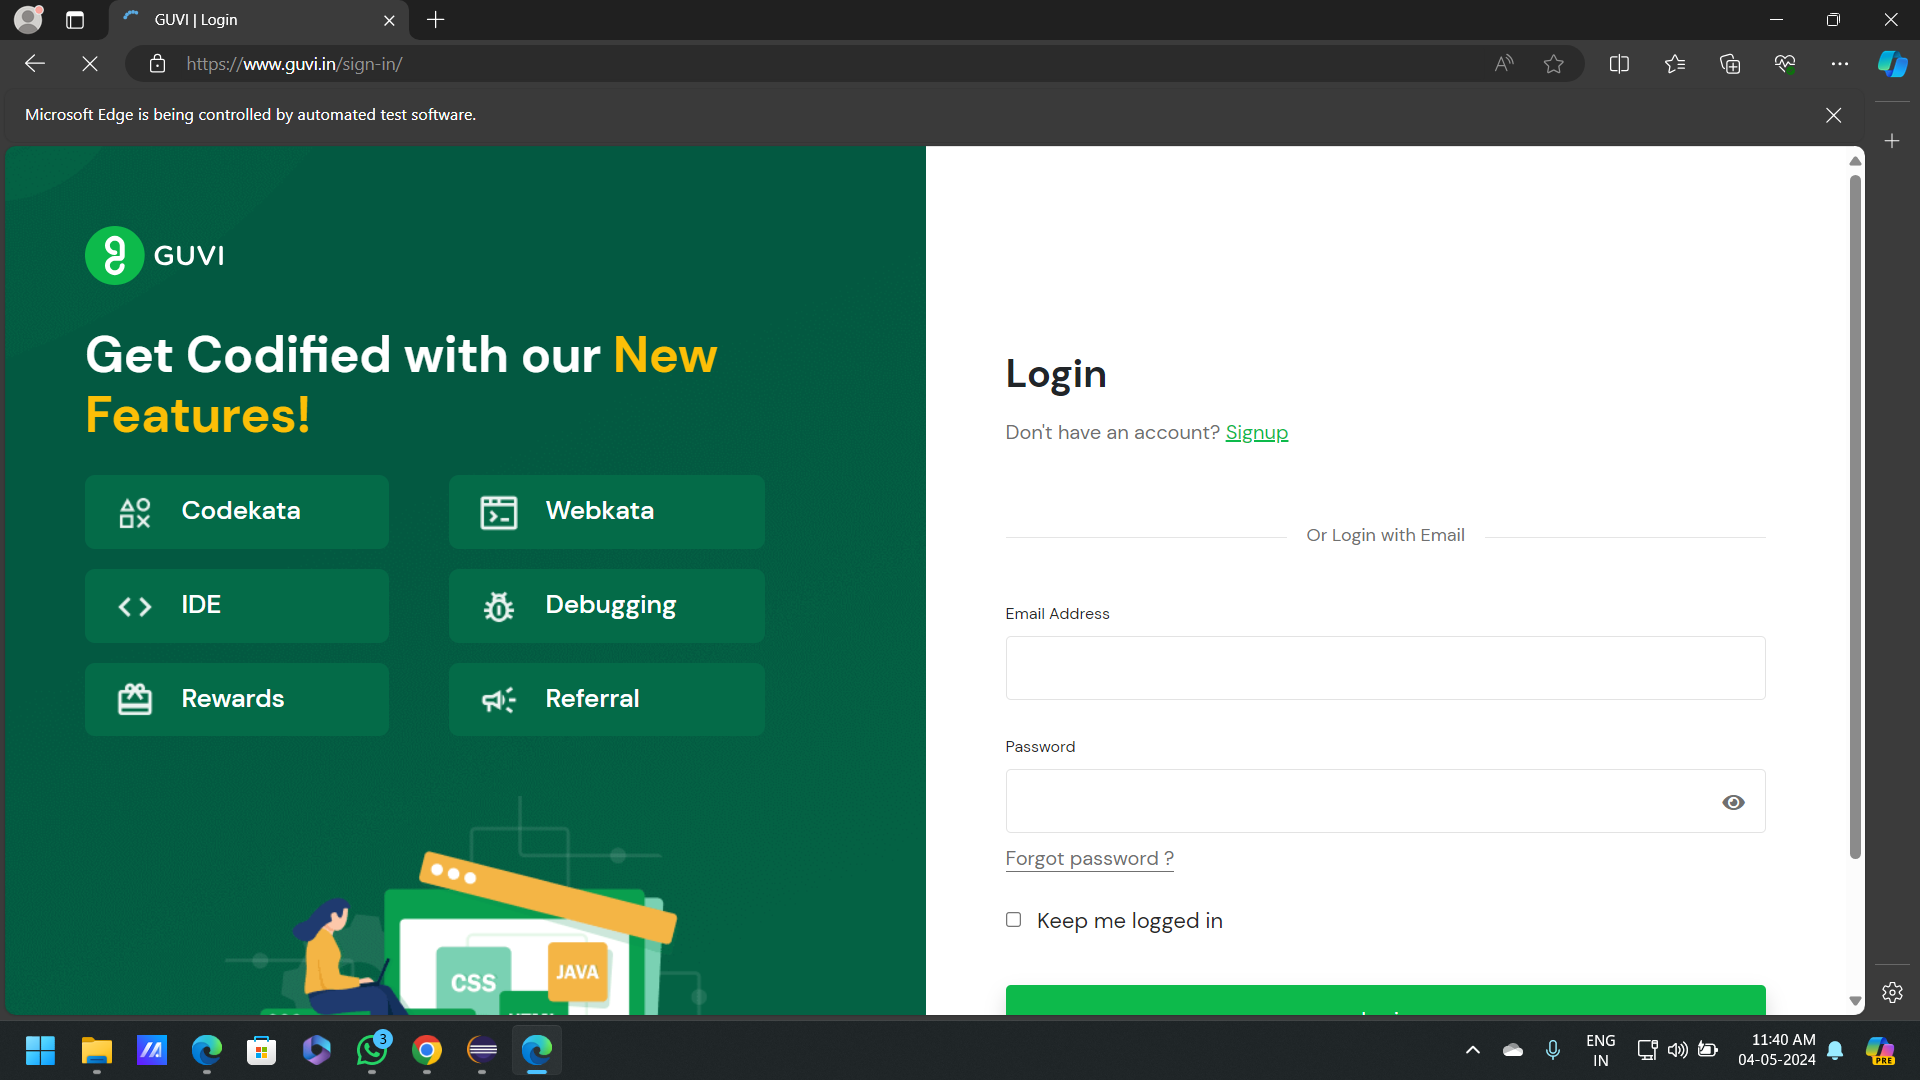 GUVI | Login
https://www.guvi.in/sign-in/
Microsoft Edge is being controlled by automated test software.
GUVI
Get Codified with our New
Features!
Codekata
Webkata
IDE
Debugging
Rewards
Referral
CSS
JAVA
Login
Don't have an account? Signup
Or Login with Email
Email Address
Password
Forgot password ?
Keep me logged in
3
ENG
IN
11:40 AM
04-05-2024
PRE